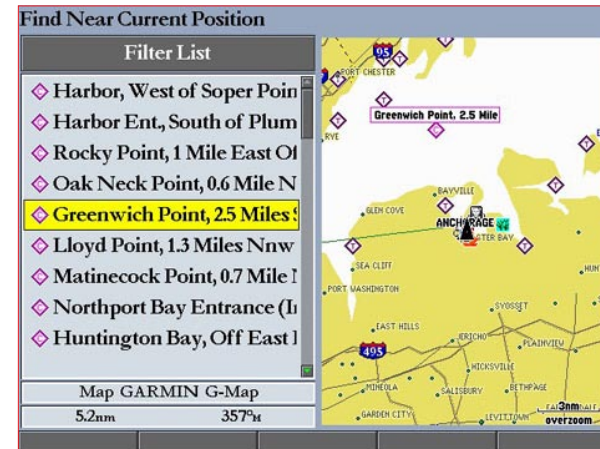 Find Near Current Position
Filter List
Harbor, West of Soper Poin
Harbor Ent., South of Plum
Rocky Point, 1 Mile East Of
Oak Neck Point, 0.6 Mile N
Greenwich Point, 2.5 Miles S
Lloyd Point, 1.3 Miles Nnw
Matinecock Point, 0.7 Mile N
Northport Bay Entrance (In
Huntington Bay, Off East
Map GARMIN G-Map
5.2nm 357°M
95
PORT CHESTER
Greenwich Point, 2.5 Mile
RYE
BAYVILLE
GLEN COVE
ANCHORAGE
STER BAY
SEA CLIFF
HUN
PORT WASHINGTON
SYOSSET
EAST HILLS
JERICHO
PLAINVIEW
495
HICKSVILLE
MINEOLA
SALISBURY
BETHPAGE
3nm
GARDEN CITY
LEVITTOWN
overzoom